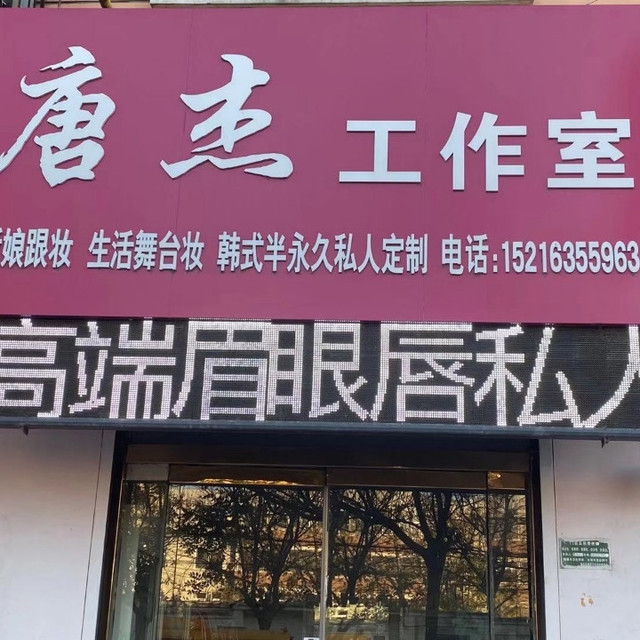 唐杰 工作室
娘跟妆 生活舞台妆 韩式半永久私人定制 电话:15216355963
高端眉眼唇私人